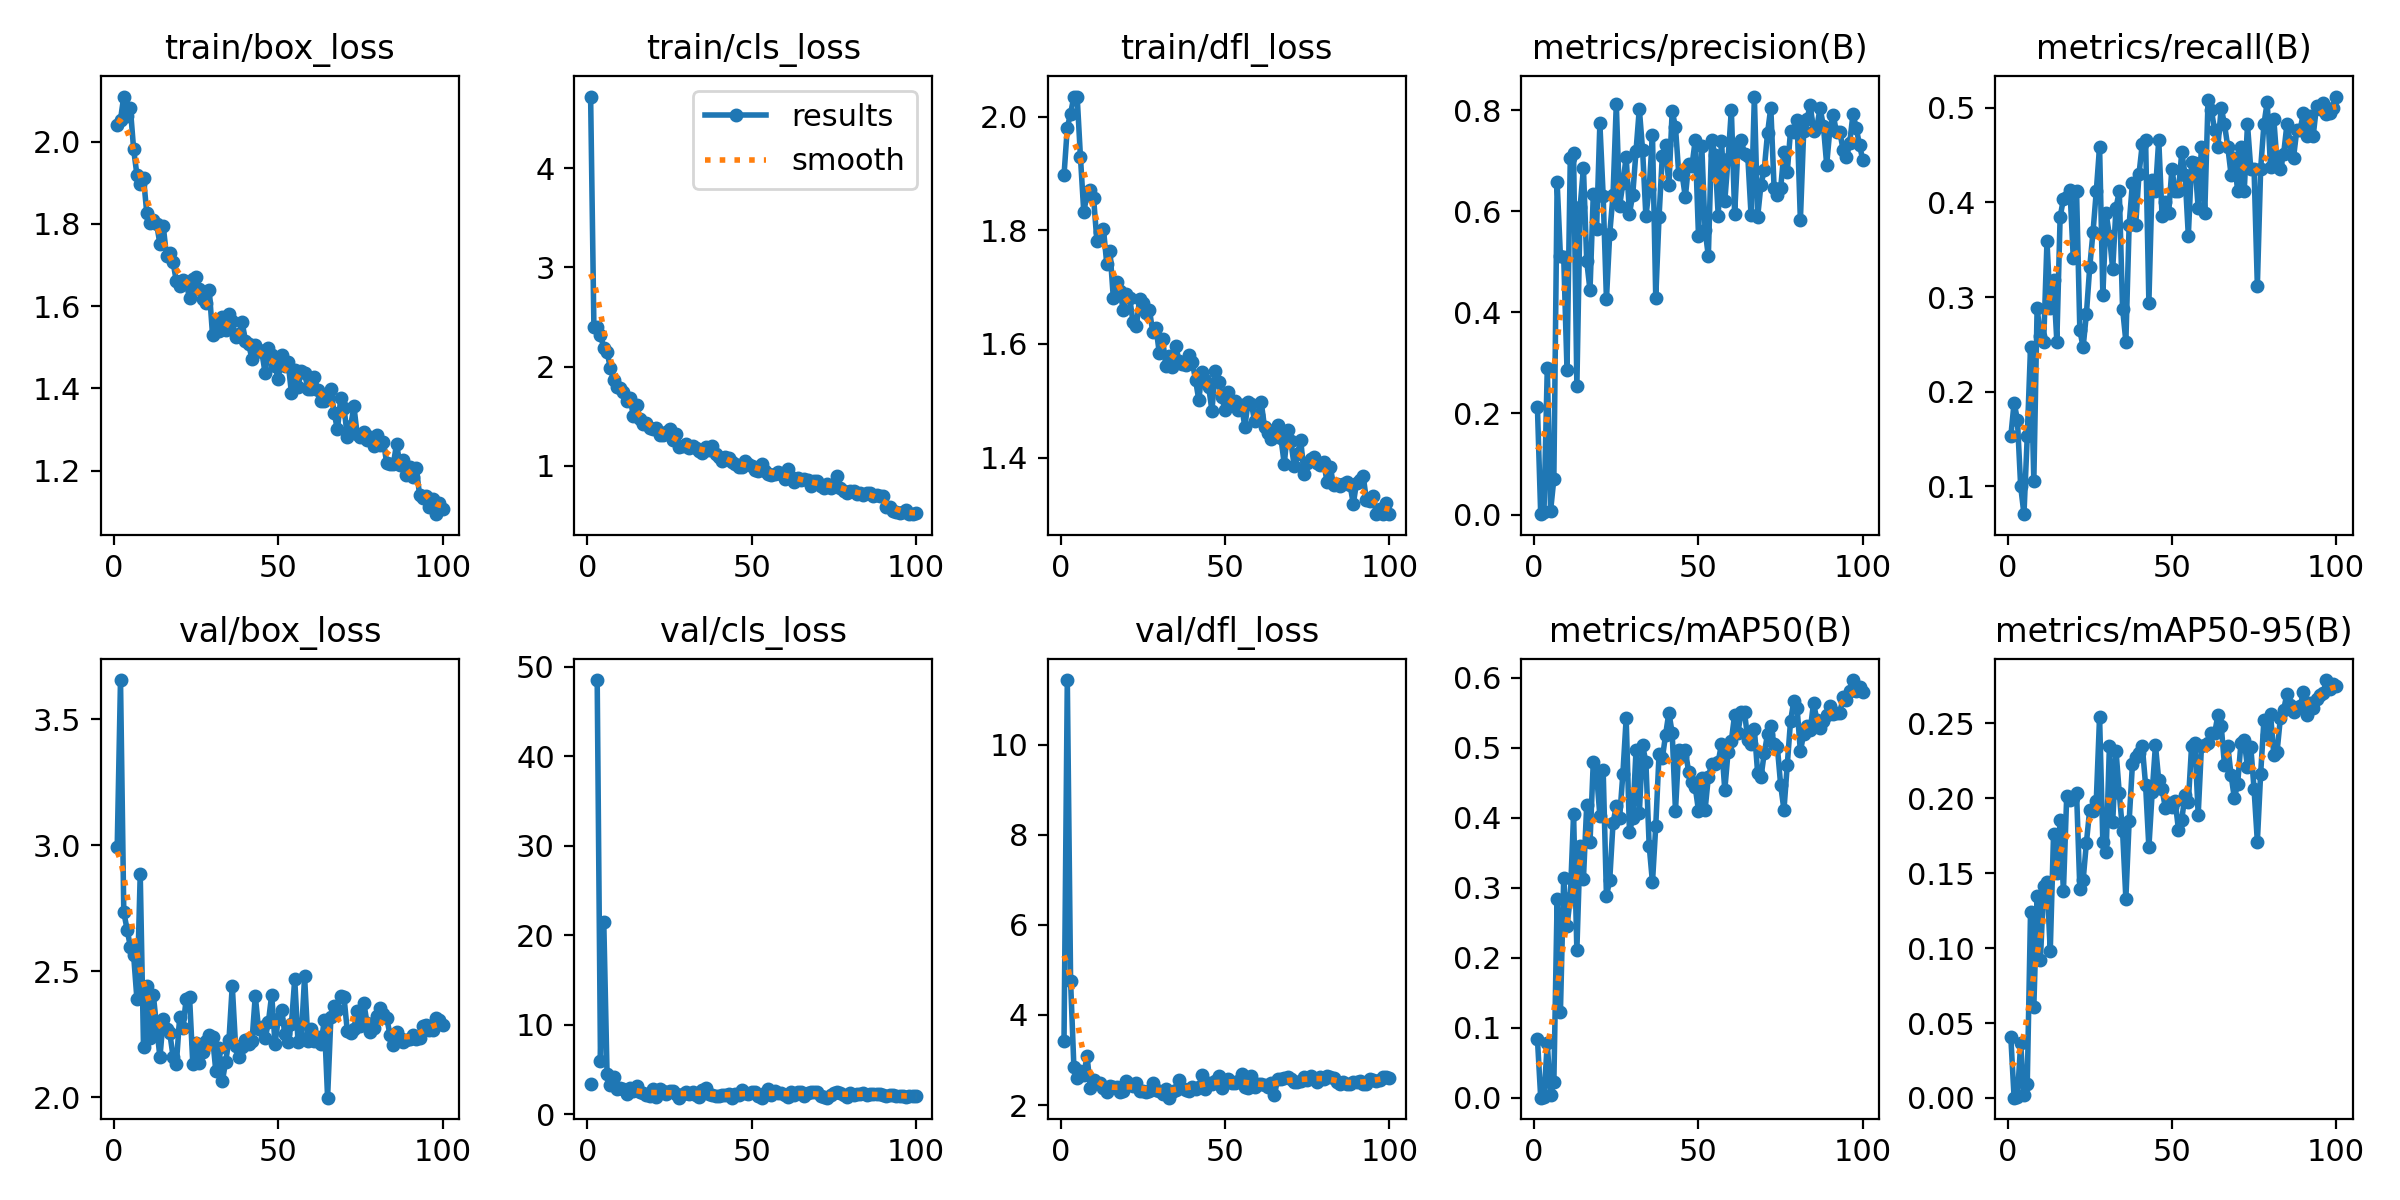 train/box_loss
train/cls_loss
train/dfl_loss
metrics/precision(B)
metrics/recall(B)
2.0
1.8
1.6
1.4
1.2
0 50 100
4
3
2
1
results
smooth
0 50 100
2.0
1.8
1.6
1.4
0 50 100
0.8
0.6
0.4
0.2
0.0
0 50 100
0.5
0.4
0.3
0.2
0.1
0 50 100
val/box_loss
val/cls_loss
val/dfl_loss
metrics/mAP50(B)
metrics/mAP50-95(B)
3.5
3.0
2.5
2.0
0 50 100
50
40
30
20
10
0
0 50 100
10
8
6
4
2
0 50 100
0.6
0.5
0.4
0.3
0.2
0.1
0.0
0 50 100
0.25
0.20
0.15
0.10
0.05
0.00
0 50 100